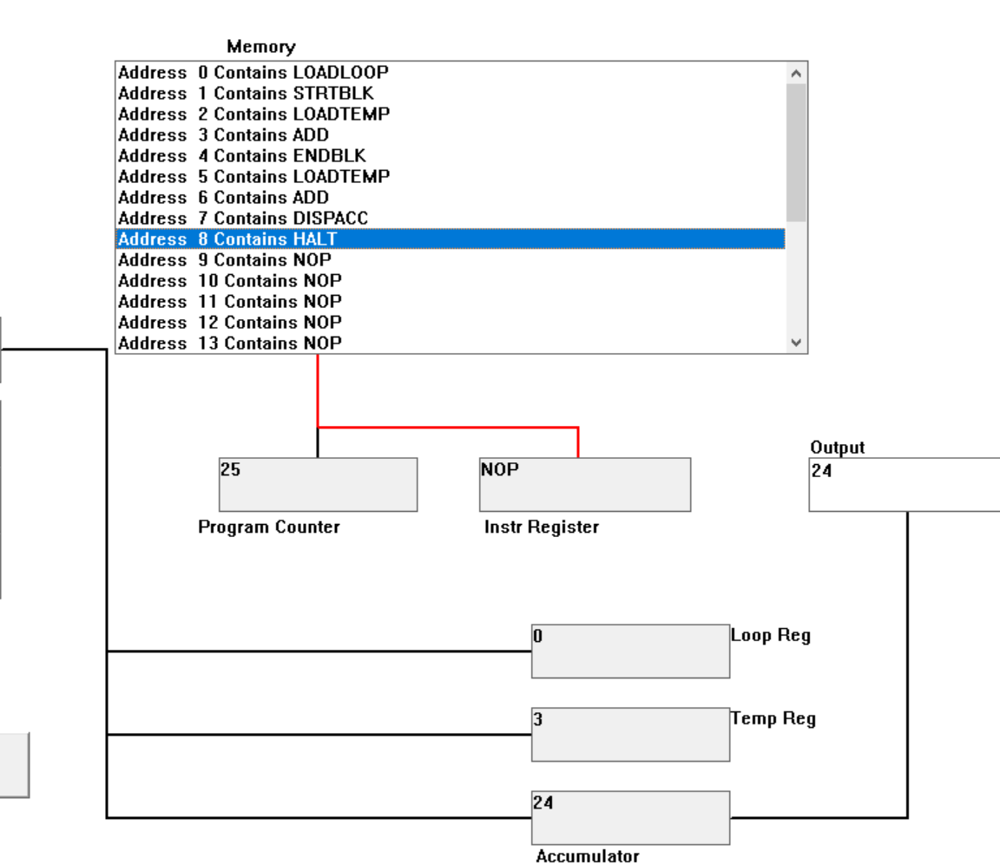 Memory
Address 0 Contains LOADLOOP
Address 1 Contains STRTBLK
Address 2 Contains LOADTEMP
Address 3 Contains ADD
Address 4 Contains ENDBLK
Address 5 Contains LOADTEMP
Address 6 Contains ADD
Address 7 Contains DISPACC
Address 8 Contains HALT
Address 9 Contains NOP
Address 10 Contains NOP
Address 11 Contains NOP
Address 12 Contains NOP
Address 13 Contains NOP
25
Program Counter
NOP
Instr Register
Output
24
0
Loop Reg
3
Temp Reg
24
Accumulator